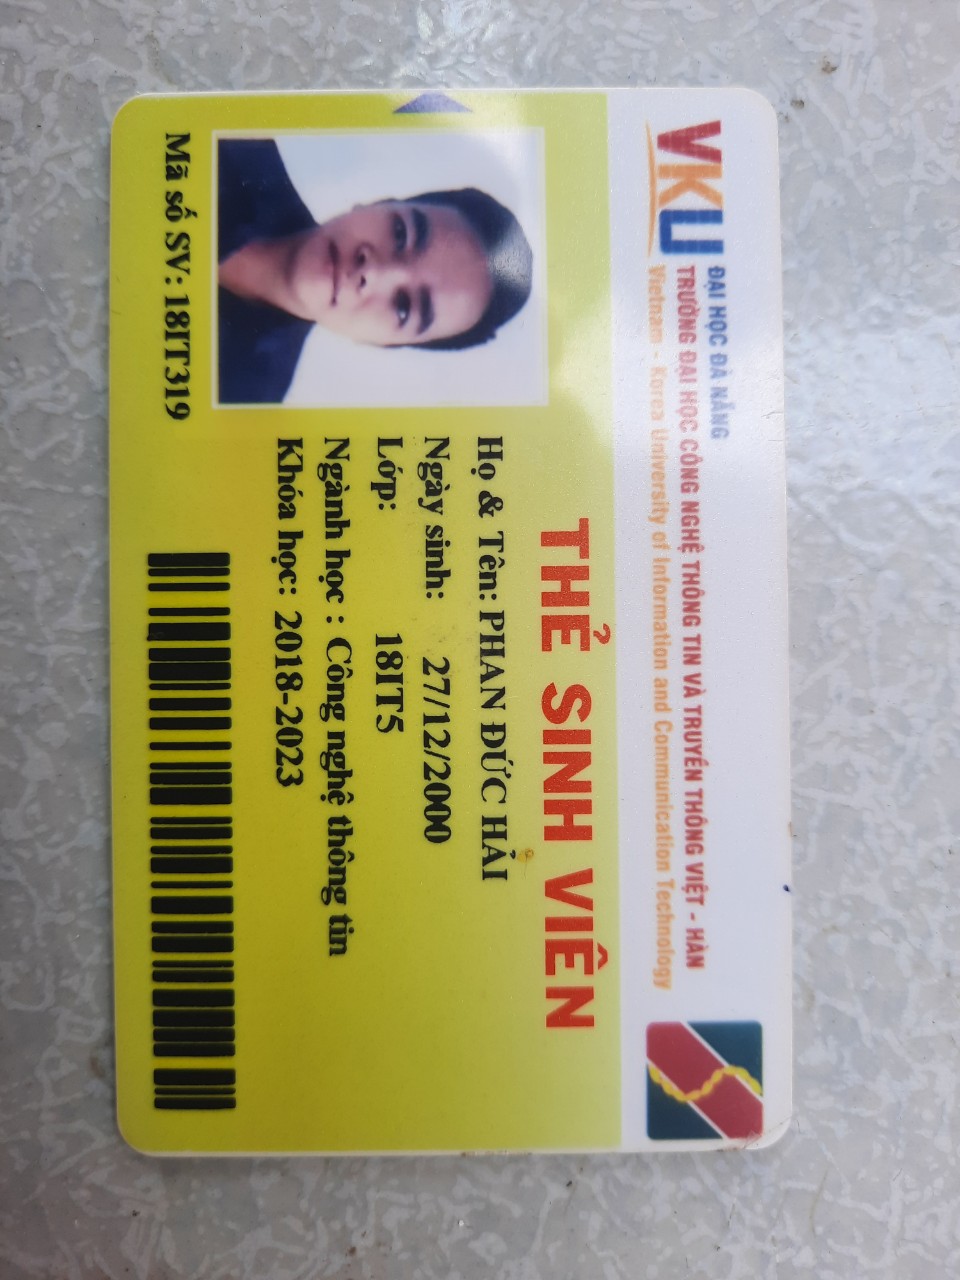 VKU
ĐẠI HỌC ĐÀ NẴNG
TRƯỜNG ĐẠI HỌC CÔNG NGHỆ THÔNG TIN VÀ TRUYỀN THÔNG VIỆT - HÀN
Vietnam - Korea University of Information and Communication Technology
THẺ SINH VIÊN
Họ & Tên: PHAN ĐỨC HẢI
Ngày sinh: 27/12/2000
Lớp: 18IT5
Ngành học : Công nghệ thông tin
Khóa học: 2018-2023
Mã số SV: 18IT319